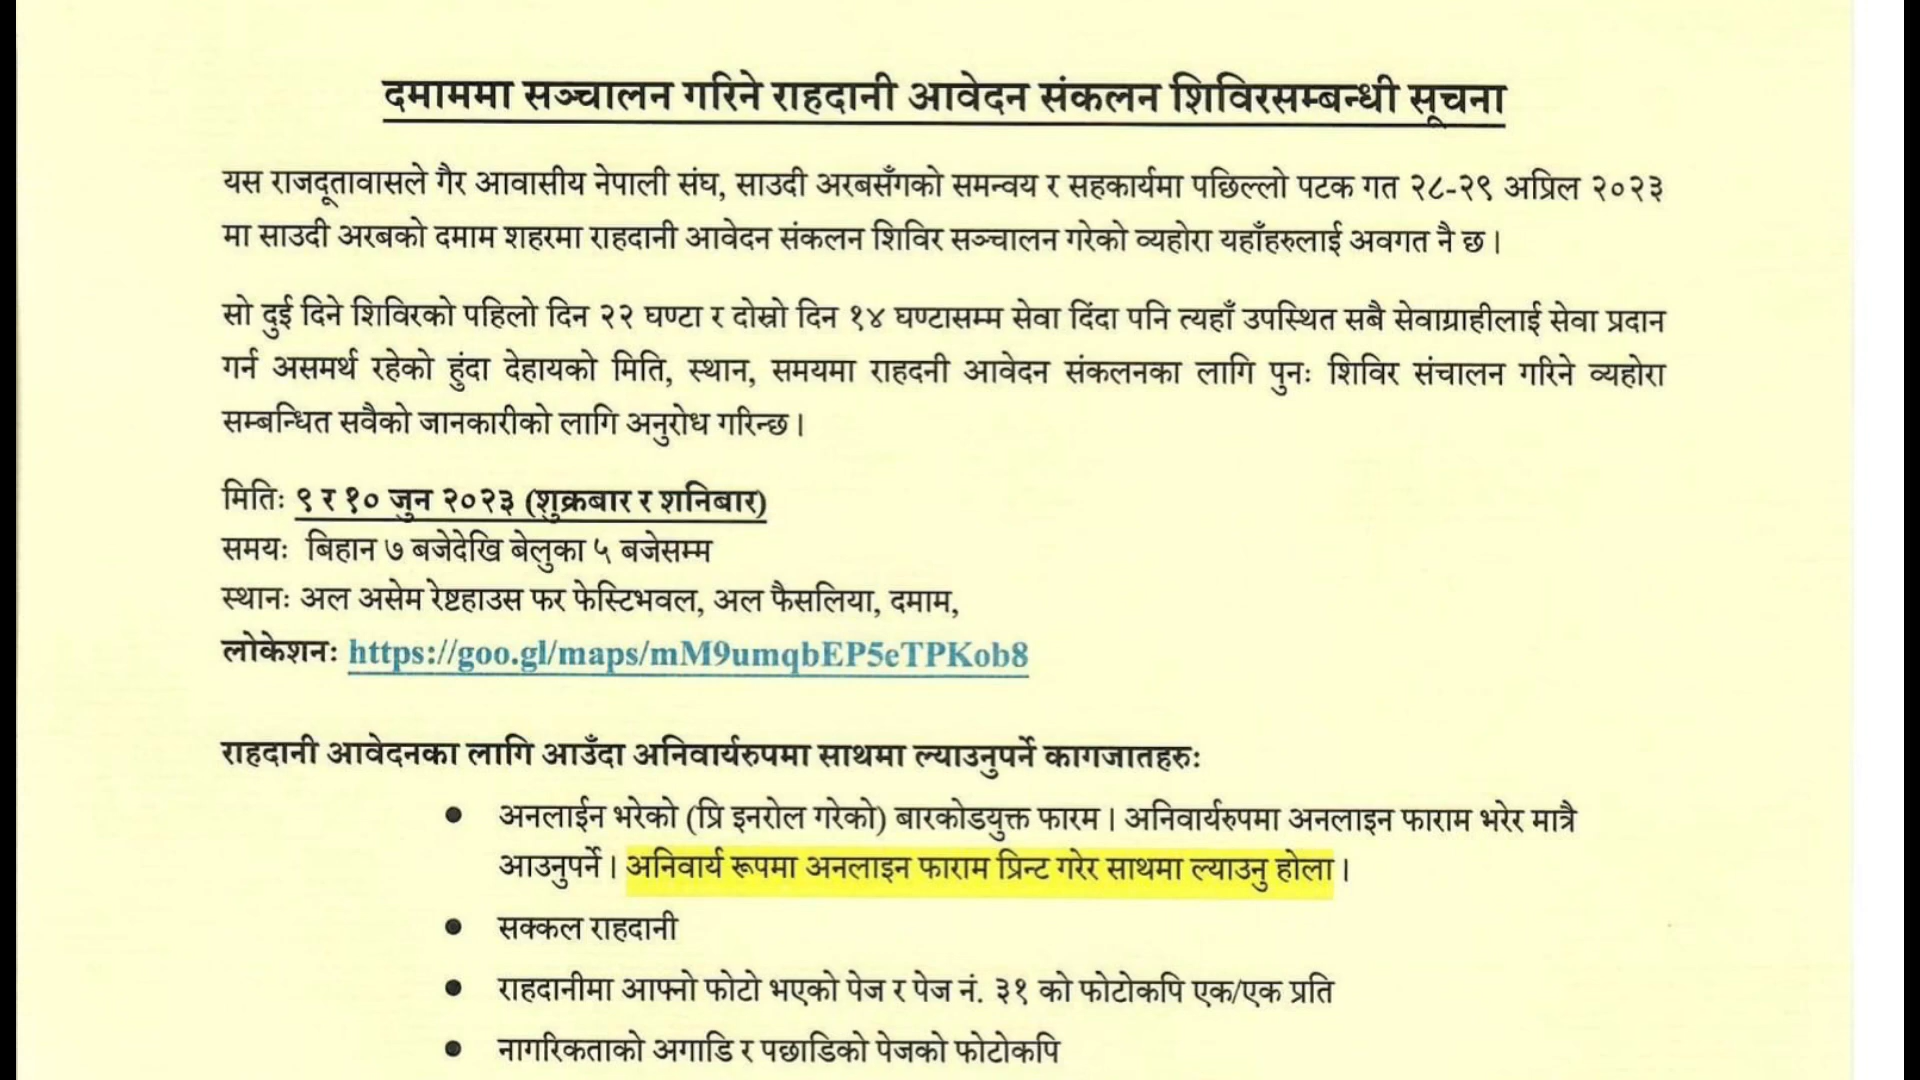 दमाममा सञ्चालन गरिने राहदानी आवेदन संकलन शिविरसम्बन्धी सूचना
यस राजदूतावासले गैर आवासीय नेपाली संघ, साउदी अरबसँगको समन्वय र सहकार्यमा पछिल्लो पटक गत २८-२९ अप्रिल २०२३
मा साउदी अरबको दमाम शहरमा राहदानी आवेदन संकलन शिविर सञ्चालन गरेको व्यहोरा यहाँहरुलाई अवगत नै छ।
सो दुई दिने शिविरको पहिलो दिन २२ घण्टा र दोस्रो दिन १४ घण्टासम्म सेवा दिंदा पनि त्यहाँ उपस्थित सबै सेवाग्राहीलाई सेवा प्रदान
गर्न असमर्थ रहेको हुंदा देहायको मिति, स्थान, समयमा राहदनी आवेदन संकलनका लागि पुनः शिविर संचालन गरिने व्यहोरा
सम्बन्धित सवैको जानकारीको लागि अनुरोध गरिन्छ।
मितिः ९ र १० जुन २०२३ (शुक्रबार र शनिबार)
समयः बिहान ७ बजेदेखि बेलुका ५ बजेसम्म
स्थानः अल असेम रेष्टहाउस फर फेस्टिभवल, अल फैसलिया, दमाम,
लोकेशनः https://goo.gl/maps/mM9umqbEP5eTPKob8
राहदानी आवेदनका लागि आउँदा अनिवार्यरुपमा साथमा ल्याउनुपर्ने कागजातहरुः
● अनलाईन भरेको (प्रि इनरोल गरेको) बारकोडयुक्त फारम। अनिवार्यरुपमा अनलाइन फाराम भरेर मात्रै
आउनुपर्ने। अनिवार्य रूपमा अनलाइन फाराम प्रिन्ट गरेर साथमा ल्याउनु होला।
● सक्कल राहदानी
● राहदानीमा आफ्नो फोटो भएको पेज र पेज नं. ३१ को फोटोकपि एक/एक प्रति
● नागरिकताको अगाडि र पछाडिको पेजको फोटोकपि